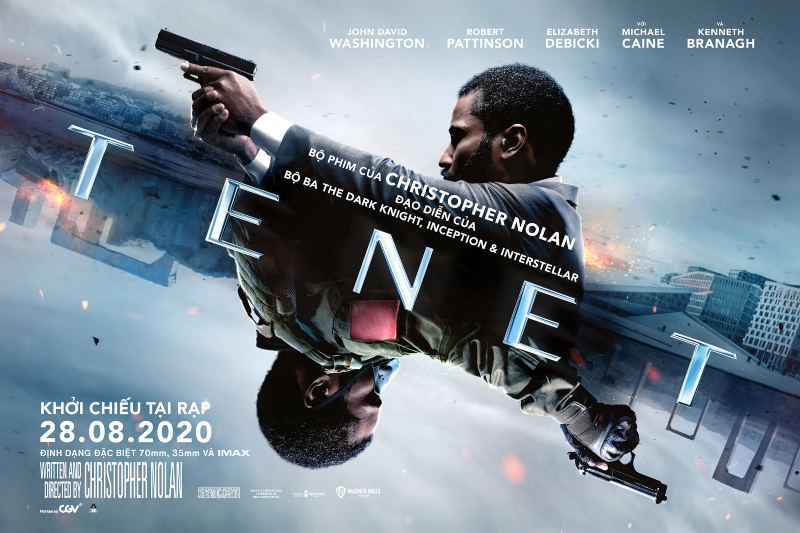 JOHN DAVID WASHINGTON
ROBERT PATTINSON
ELIZABETH DEBICKI
VỚI MICHAEL CAINE
VÀ KENNETH BRANAGH
BỘ PHIM CỦA CHRISTOPHER NOLAN
ĐẠO DIỄN CỦA
BỘ BA THE DARK KNIGHT, INCEPTION & INTERSTELLAR
TENET
KHỞI CHIẾU TẠI RẠP
28.08.2020
ĐỊNH DẠNG ĐẶC BIỆT 70mm, 35mm VÀ IMAX
WRITTEN AND DIRECTED BY CHRISTOPHER NOLAN
CGV
WARNER BROS.